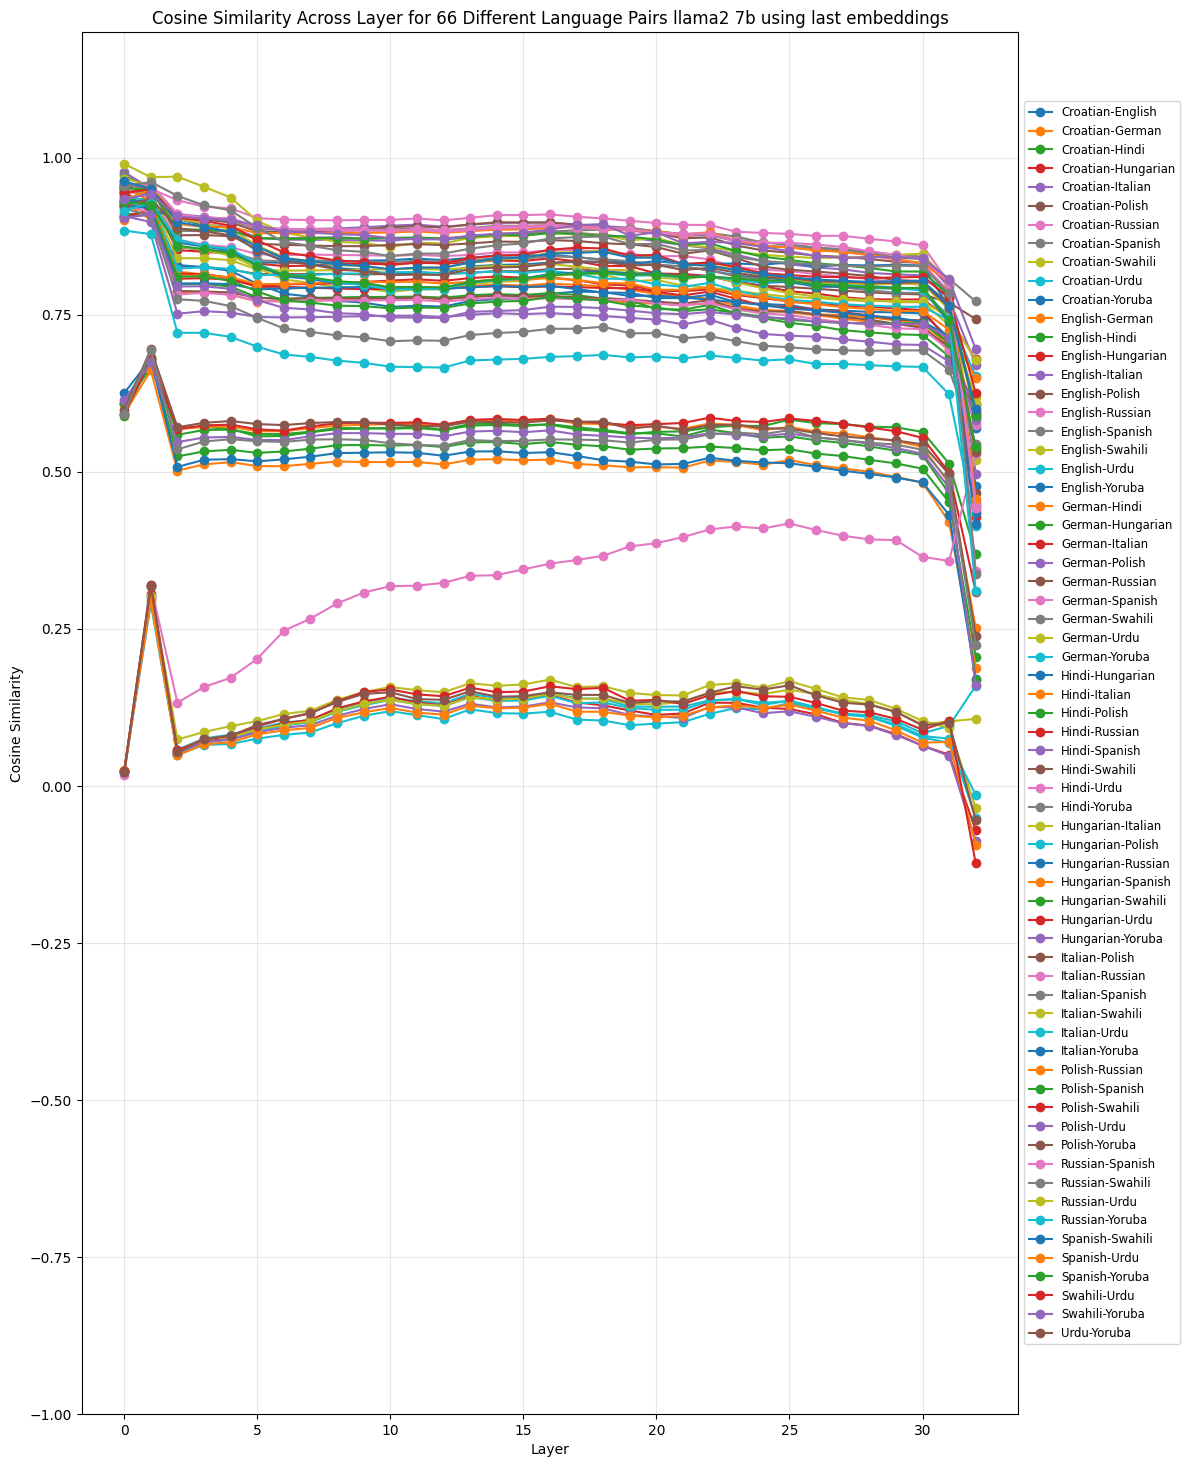 Cosine Similarity Across Layer for 66 Different Language Pairs llama2 7b using last embeddings
Cosine Similarity
1.00
0.75
0.50
0.25
0.00
−0.25
−0.50
−0.75
−1.00
0
5
10
15
20
25
30
Layer
Croatian-English
Croatian-German
Croatian-Hindi
Croatian-Hungarian
Croatian-Italian
Croatian-Polish
Croatian-Russian
Croatian-Spanish
Croatian-Swahili
Croatian-Urdu
Croatian-Yoruba
English-German
English-Hindi
English-Hungarian
English-Italian
English-Polish
English-Russian
English-Spanish
English-Swahili
English-Urdu
English-Yoruba
German-Hindi
German-Hungarian
German-Italian
German-Polish
German-Russian
German-Spanish
German-Swahili
German-Urdu
German-Yoruba
Hindi-Hungarian
Hindi-Italian
Hindi-Polish
Hindi-Russian
Hindi-Spanish
Hindi-Swahili
Hindi-Urdu
Hindi-Yoruba
Hungarian-Italian
Hungarian-Polish
Hungarian-Russian
Hungarian-Spanish
Hungarian-Swahili
Hungarian-Urdu
Hungarian-Yoruba
Italian-Polish
Italian-Russian
Italian-Spanish
Italian-Swahili
Italian-Urdu
Italian-Yoruba
Polish-Russian
Polish-Spanish
Polish-Swahili
Polish-Urdu
Polish-Yoruba
Russian-Spanish
Russian-Swahili
Russian-Urdu
Russian-Yoruba
Spanish-Swahili
Spanish-Urdu
Spanish-Yoruba
Swahili-Urdu
Swahili-Yoruba
Urdu-Yoruba